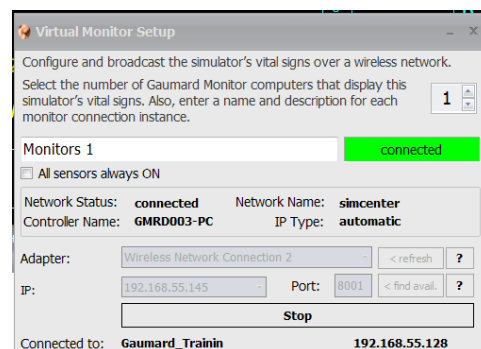 Virtual Monitor Setup
Configure and broadcast the simulator's vital signs over a wireless network.
Select the number of Gaumard Monitor computers that display this
simulator's vital signs. Also, enter a name and description for each
monitor connection instance.
1
Monitors 1 connected
All sensors always ON
Network Status: connected Network Name: simcenter
Controller Name: GMRD003-PC IP Type: automatic
Adapter: Wireless Network Connection 2 < refresh ?
IP: 192.168.55.145 Port: 8001 < find avail. ?
Stop
Connected to: Gaumard_Trainin 192.168.55.128